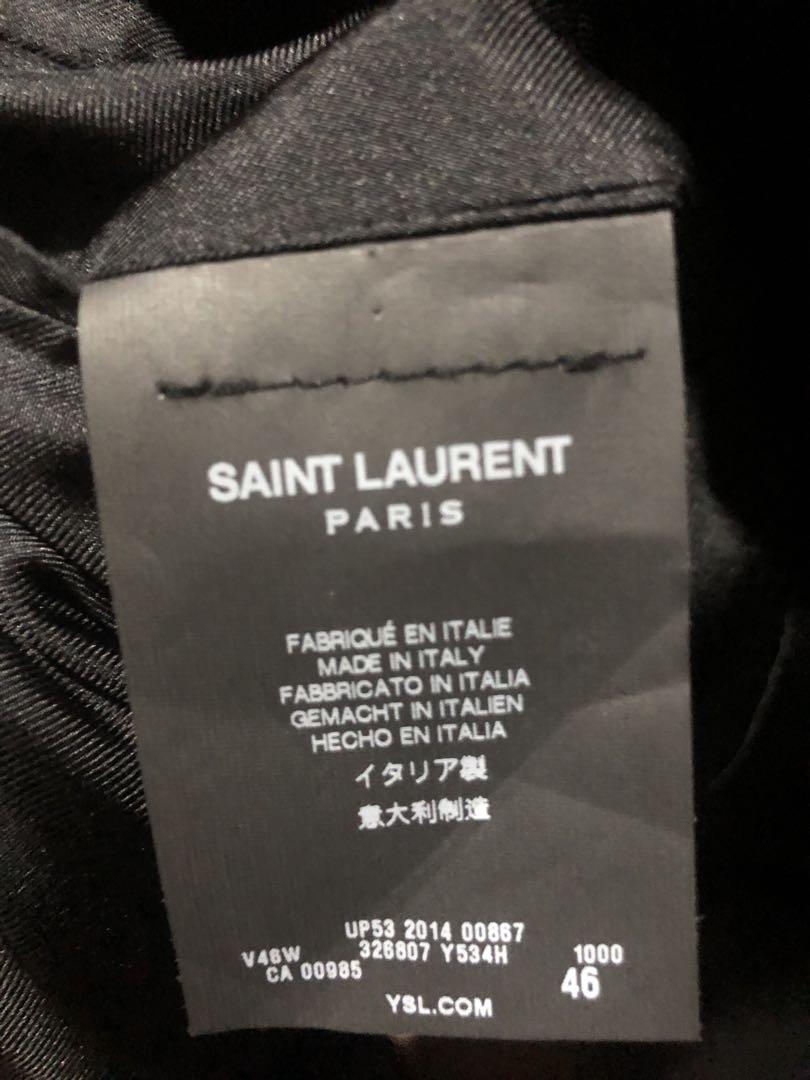 SAINT LAURENT
PARIS
FABRIQUÉ EN ITALIE
MADE IN ITALY
FABBRICATO IN ITALIA
GEMACHT IN ITALIEN
HECHO EN ITALIA
イタリア製
意大利制造
UP53 2014 00867
V46W 326807 Y534H 1000
CA 00985 46
YSL.COM